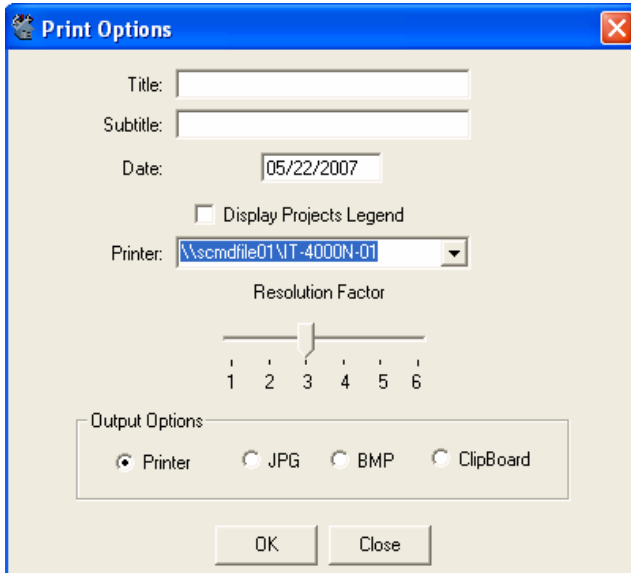 Print Options
Title:
Subtitle:
Date: 05/22/2007
Display Projects Legend
Printer: \\scmdfile01\IT-4000N-01
Resolution Factor
1 2 3 4 5 6
Output Options
Printer JPG BMP ClipBoard
OK Close